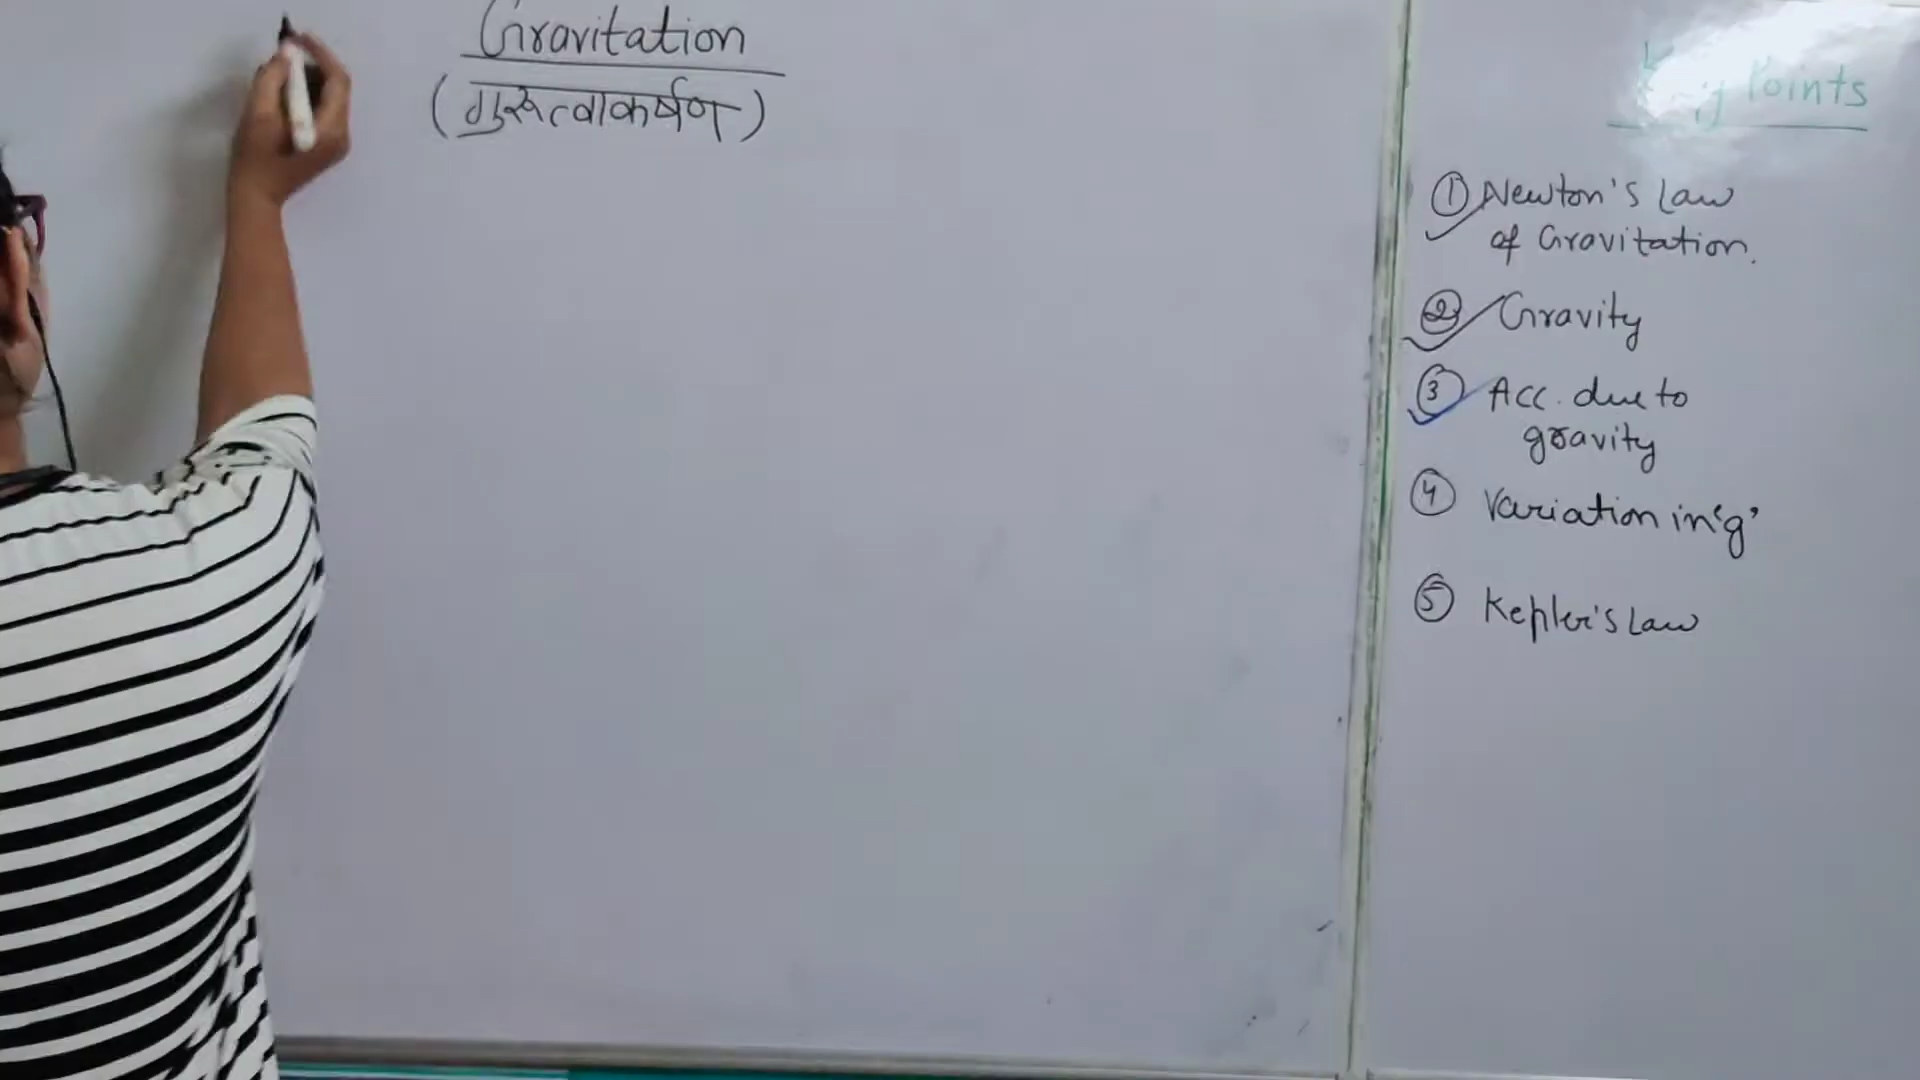 Gravitation
(गुरूत्वाकर्षण)
Key Points
① Newton's Law
of Gravitation.
② Gravity
③ Acc. due to
gravity
④ Variation in 'g'
⑤ Kepler's Law